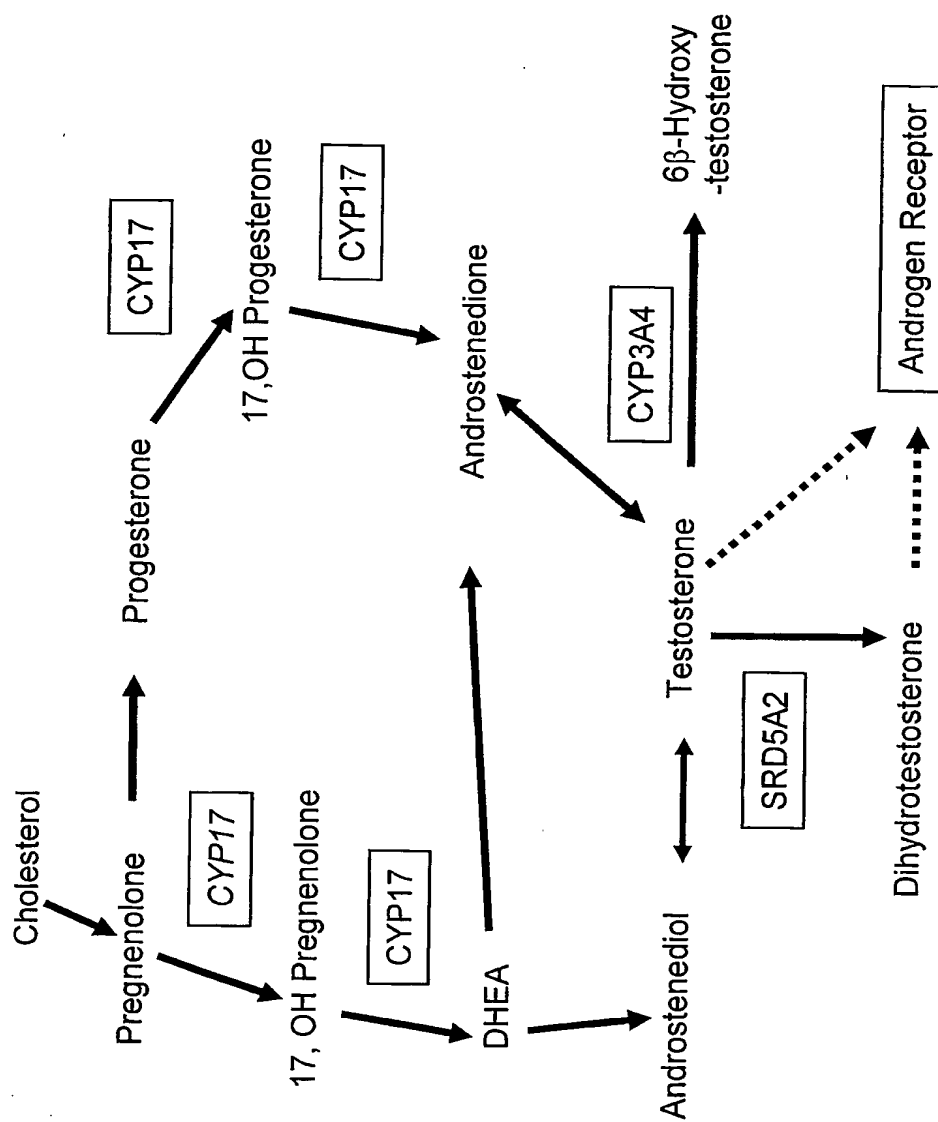 Cholesterol
Pregnenolone
Progesterone
CYP17
CYP17
17, OH Pregnenolone
17,OH Progesterone
CYP17
CYP17
DHEA
Androstenedione
Androstenediol
Testosterone
CYP3A4
6β-Hydroxy
-testosterone
SRD5A2
Dihydrotestosterone
Androgen Receptor